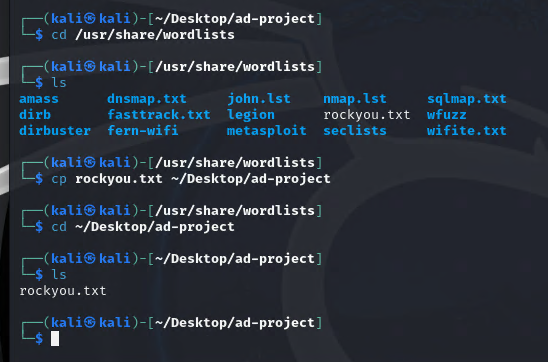 ┌──(kali㉿kali)-[~/Desktop/ad-project]
└─$ cd /usr/share/wordlists
┌──(kali㉿kali)-[/usr/share/wordlists]
└─$ ls
amass dnsmap.txt john.lst nmap.lst sqlmap.txt
dirb fasttrack.txt legion rockyou.txt wfuzz
dirbuster fern-wifi metasploit seclists wifite.txt
┌──(kali㉿kali)-[/usr/share/wordlists]
└─$ cp rockyou.txt ~/Desktop/ad-project
┌──(kali㉿kali)-[/usr/share/wordlists]
└─$ cd ~/Desktop/ad-project
┌──(kali㉿kali)-[~/Desktop/ad-project]
└─$ ls
rockyou.txt
┌──(kali㉿kali)-[~/Desktop/ad-project]
└─$